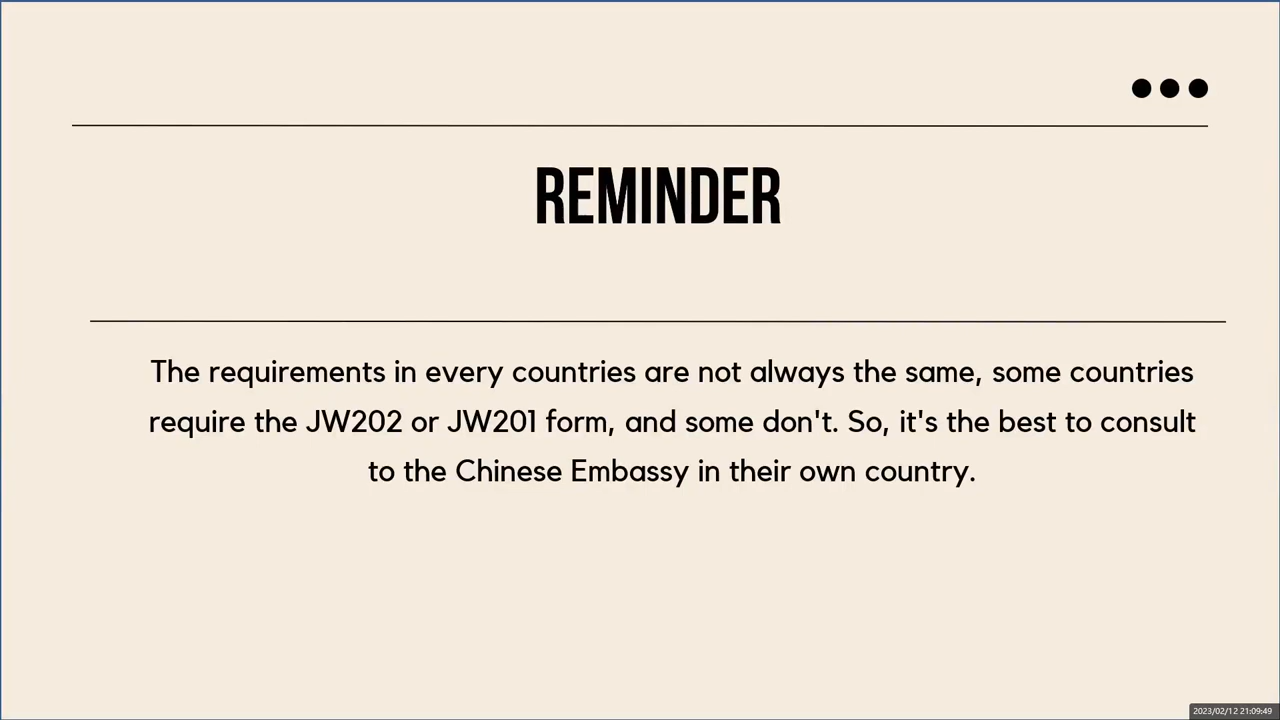 REMINDER
The requirements in every countries are not always the same, some countries
require the JW202 or JW201 form, and some don't. So, it's the best to consult
to the Chinese Embassy in their own country.
2023/02/12 21:09:49